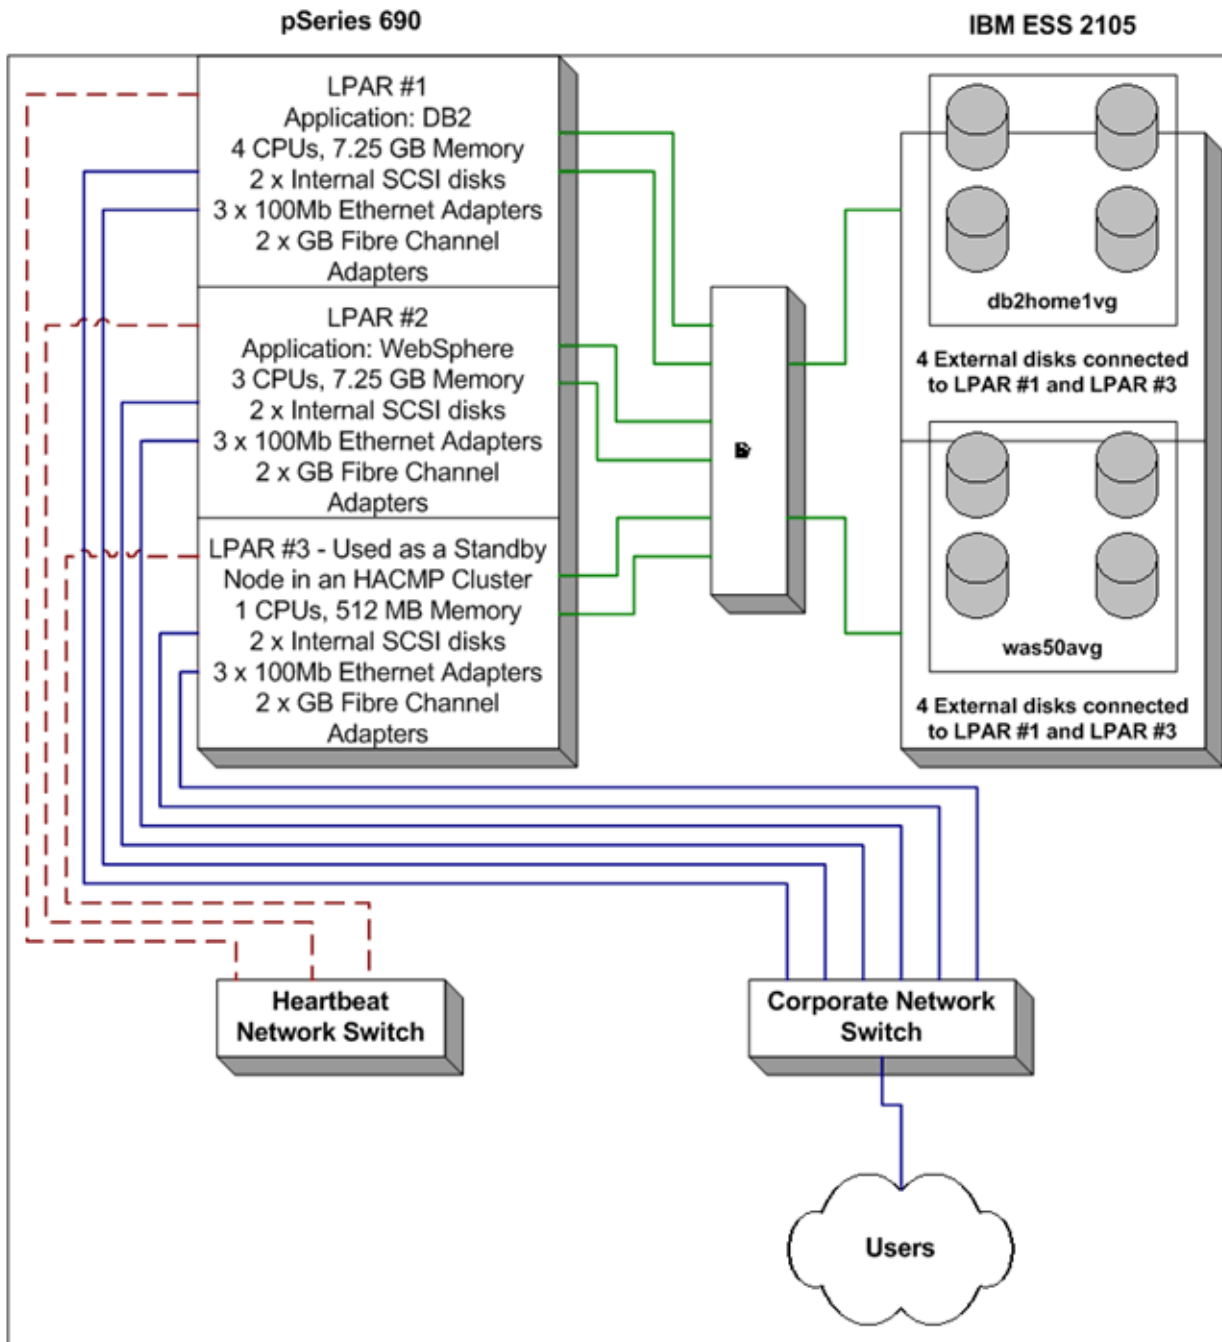 pSeries 690
IBM ESS 2105
LPAR #1
Application: DB2
4 CPUs, 7.25 GB Memory
2 x Internal SCSI disks
3 x 100Mb Ethernet Adapters
2 x GB Fibre Channel
Adapters
LPAR #2
Application: WebSphere
3 CPUs, 7.25 GB Memory
2 x Internal SCSI disks
3 x 100Mb Ethernet Adapters
2 x GB Fibre Channel
Adapters
LPAR #3 - Used as a Standby
Node in an HACMP Cluster
1 CPUs, 512 MB Memory
2 x Internal SCSI disks
3 x 100Mb Ethernet Adapters
2 x GB Fibre Channel
Adapters
db2home1vg
4 External disks connected
to LPAR #1 and LPAR #3
was50avg
4 External disks connected
to LPAR #1 and LPAR #3
Heartbeat
Network Switch
Corporate Network
Switch
Users